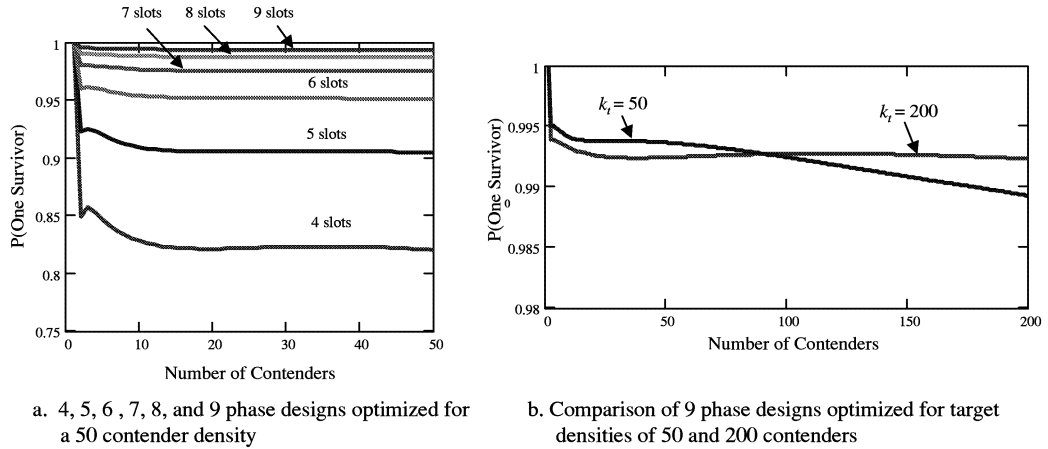 7 slots
8 slots
9 slots
1
0.95
0.9
0.85
0.8
0.75
P(One Survivor)
6 slots
5 slots
4 slots
0
10
20
30
40
50
Number of Contenders
a. 4, 5, 6 , 7, 8, and 9 phase designs optimized for
a 50 contender density
1
0.995
0.99
0.985
0.98
P(One Survivor)
0
kt = 50
kt = 200
0
50
100
150
200
Number of Contenders
b. Comparison of 9 phase designs optimized for target
densities of 50 and 200 contenders